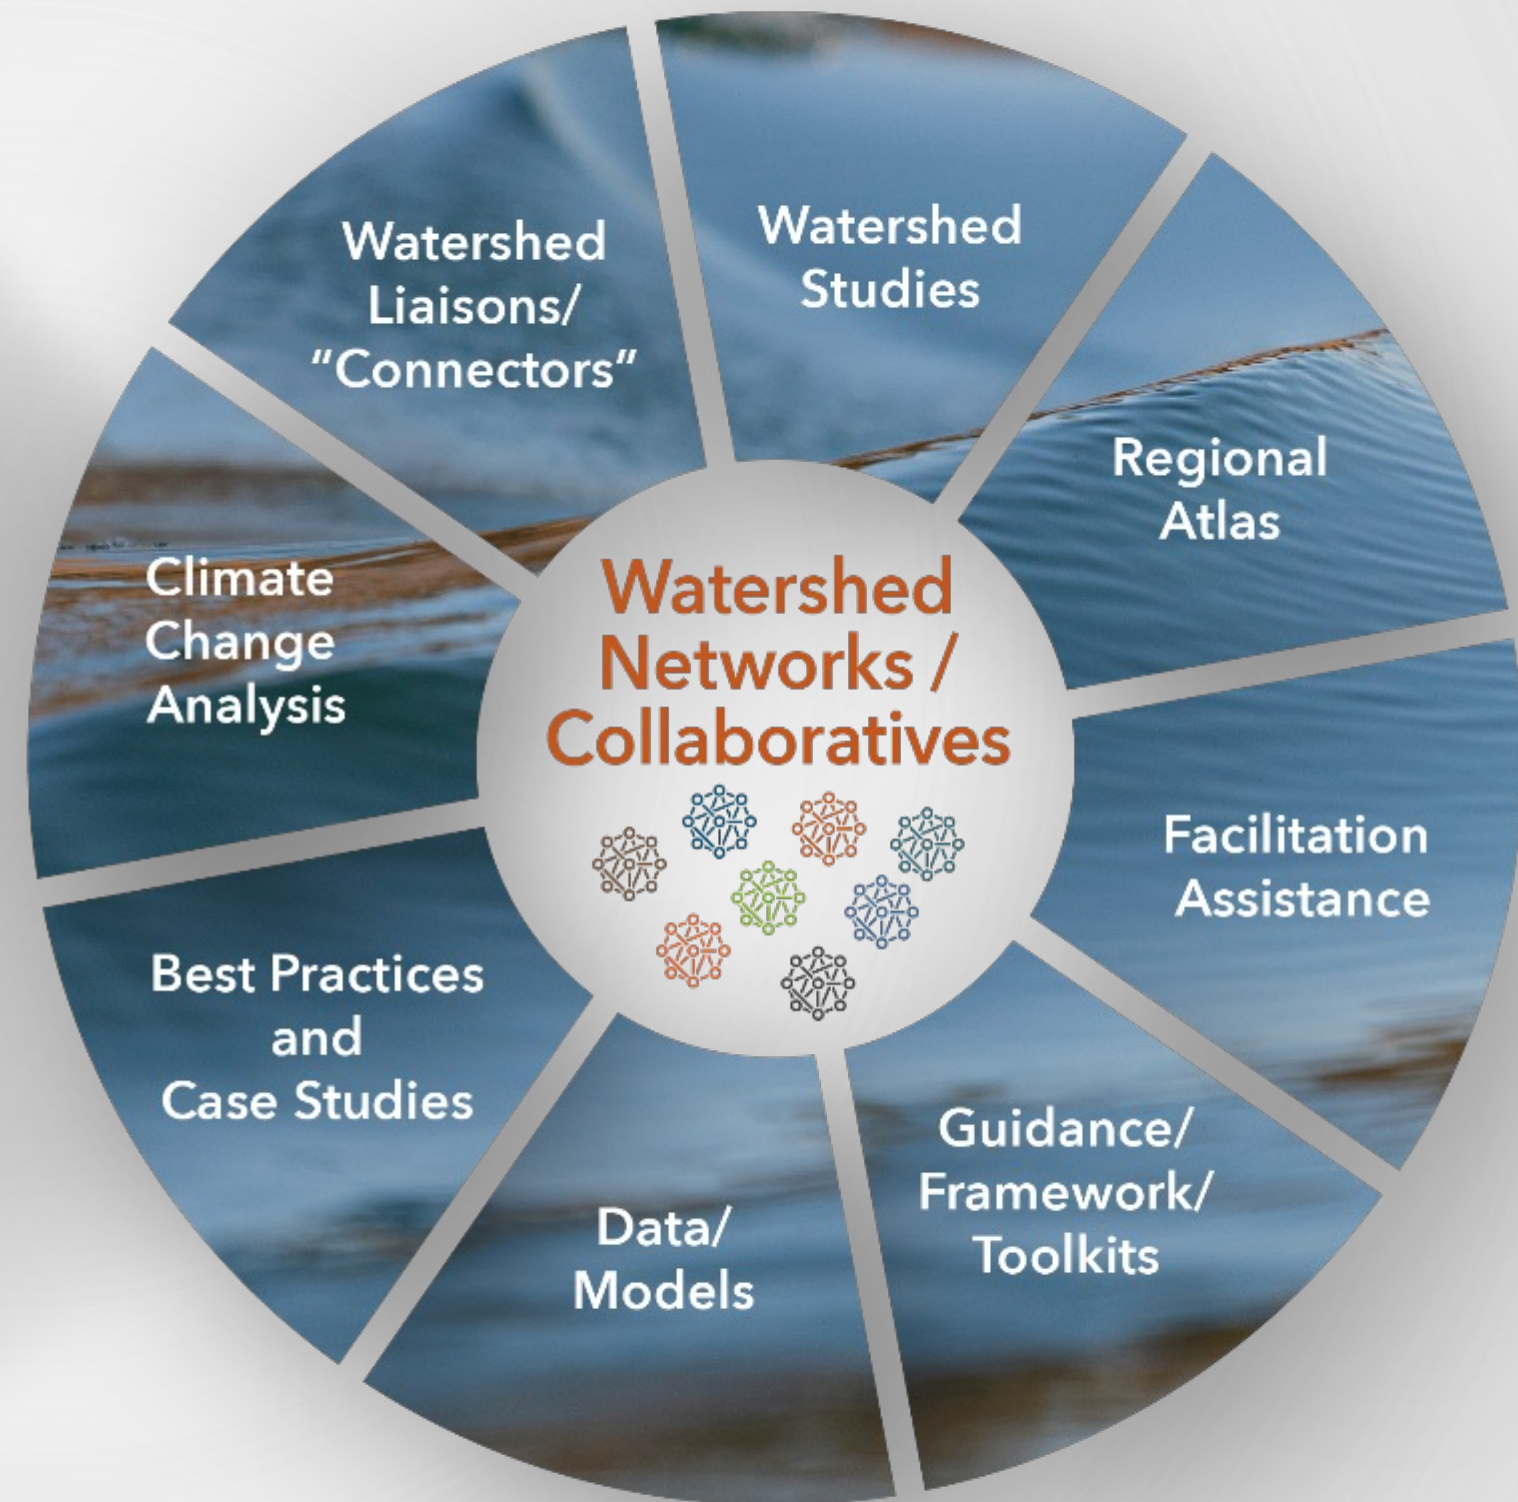 Watershed
Networks /
Collaboratives
Watershed
Studies
Regional
Atlas
Facilitation
Assistance
Guidance/
Framework/
Toolkits
Data/
Models
Best Practices
and
Case Studies
Climate
Change
Analysis
Watershed
Liaisons/
"Connectors"